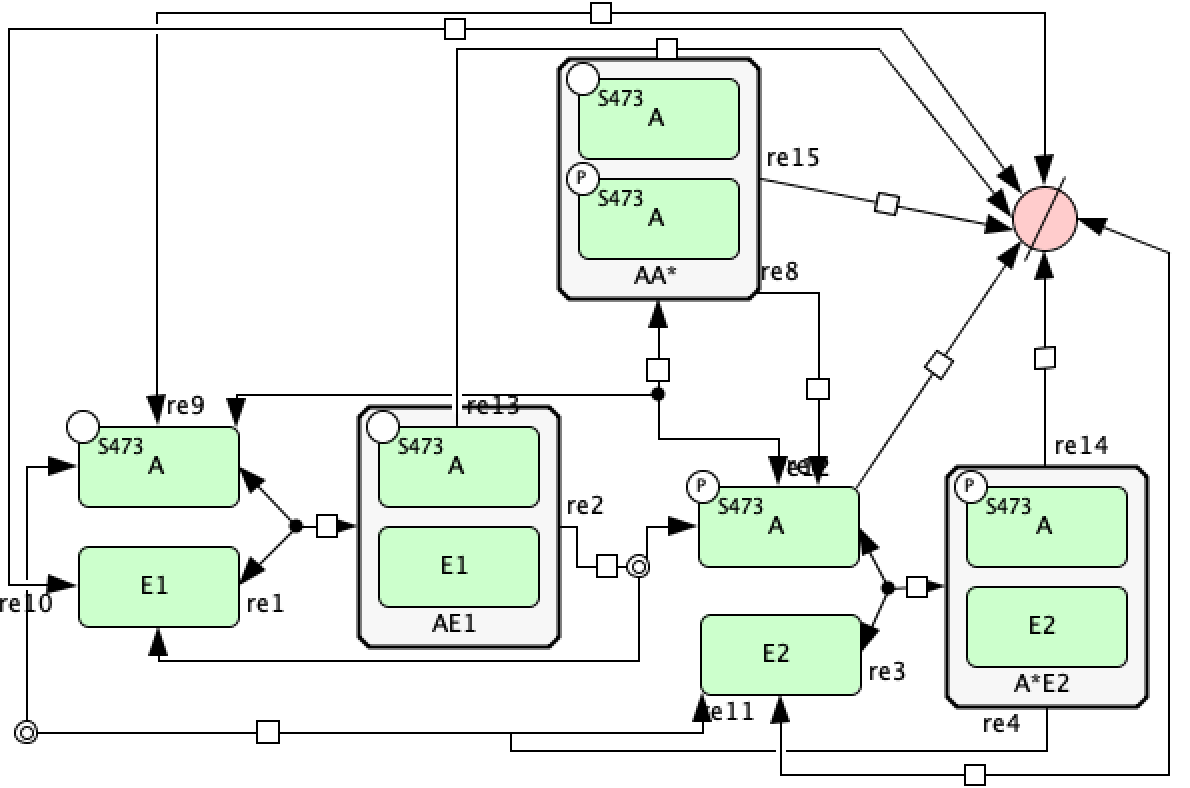 S473
A
P
S473
A
AA*
re15
re8
re9
re13
S473
A
S473
A
re2
E1
E1
AE1
re10
re1
re12
P
S473
A
E2
re3
re11
re14
P
S473
A
E2
A*E2
re4